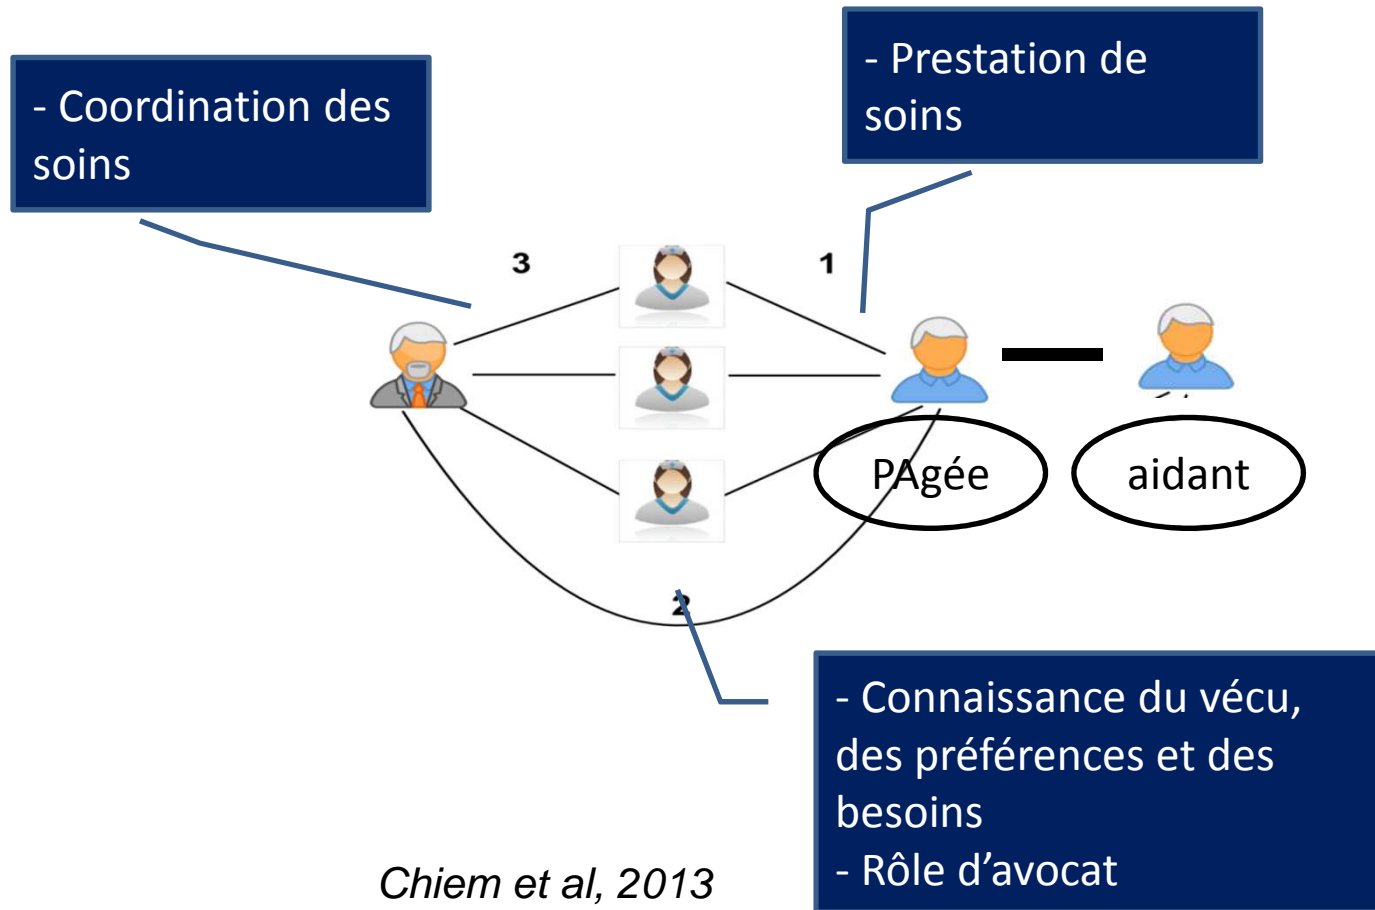 - Coordination des
soins
- Prestation de
soins
3
1
PAgée
aidant
2
- Connaissance du vécu,
des préférences et des
besoins
- Rôle d’avocat
Chiem et al, 2013